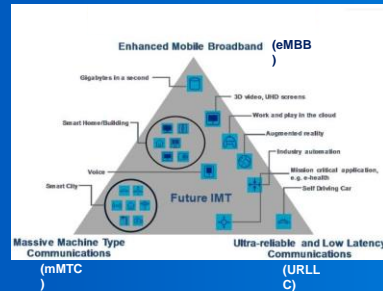 Enhanced Mobile Broadband (eMBB
)
Gigabytes in a second
3D video, UHD screens
Work and play in the cloud
Smart Home/Building
Augmented reality
Industry automation
Voice
Mission critical application,
e.g. e-health
Smart City
Self Driving Car
Future IMT
Massive Machine Type
Communications
(mMTC
)
Ultra-reliable and Low Latency
Communications
(URLL
C)